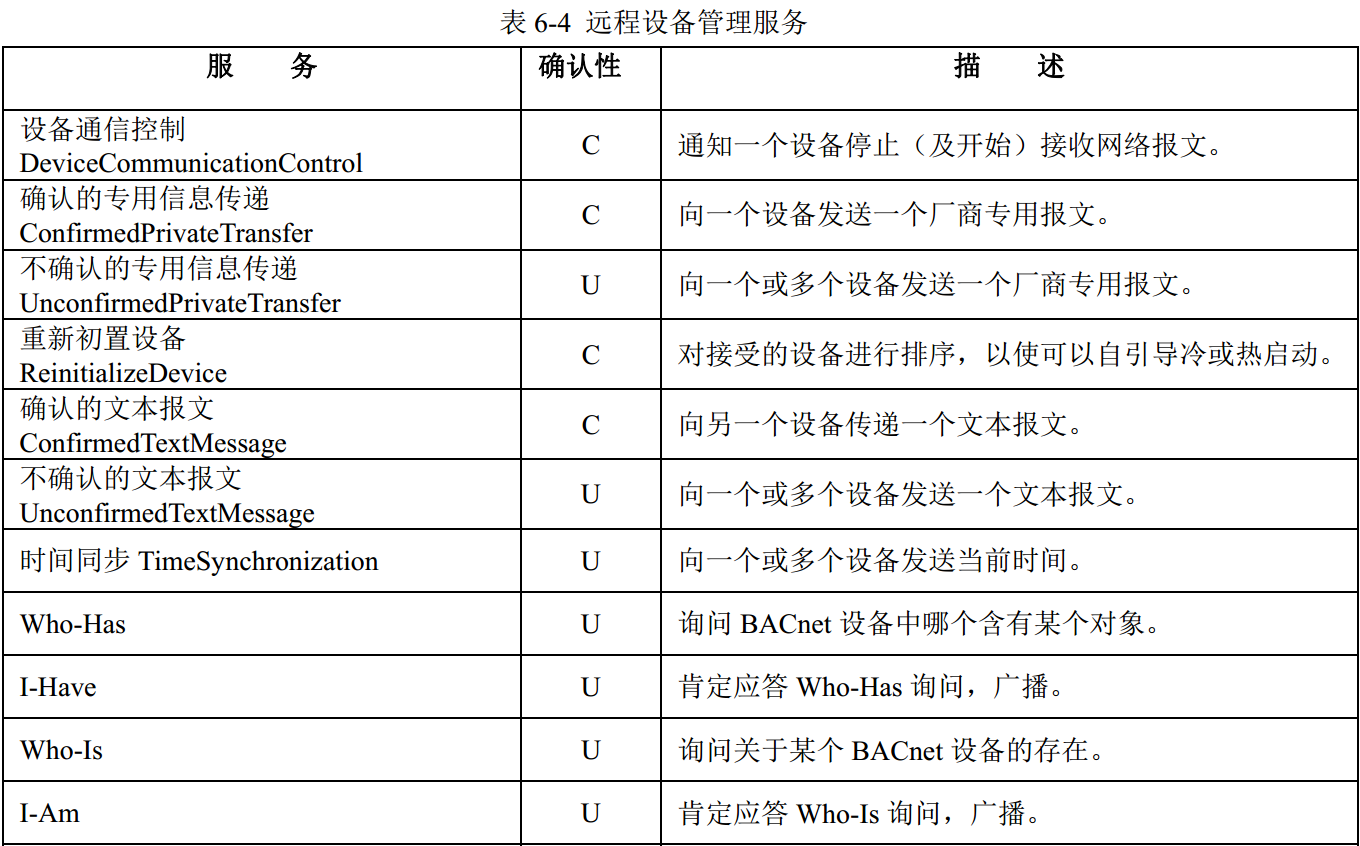 表 6-4 远程设备管理服务
服 务 确认性 描 述
设备通信控制
DeviceCommunicationControl
C
通知一个设备停止（及开始）接收网络报文。
确认的专用信息传递
ConfirmedPrivateTransfer
C
向一个设备发送一个厂商专用报文。
不确认的专用信息传递
UnconfirmedPrivateTransfer
U
向一个或多个设备发送一个厂商专用报文。
重新初置设备
ReinitializeDevice
C
对接受的设备进行排序，以使可以自引导冷或热启动。
确认的文本报文
ConfirmedTextMessage
C
向另一个设备传递一个文本报文。
不确认的文本报文
UnconfirmedTextMessage
U
向一个或多个设备发送一个文本报文。
时间同步 TimeSynchronization
U
向一个或多个设备发送当前时间。
Who-Has
U
询问 BACnet 设备中哪个含有某个对象。
I-Have
U
肯定应答 Who-Has 询问，广播。
Who-Is
U
询问关于某个 BACnet 设备的存在。
I-Am
U
肯定应答 Who-Is 询问，广播。